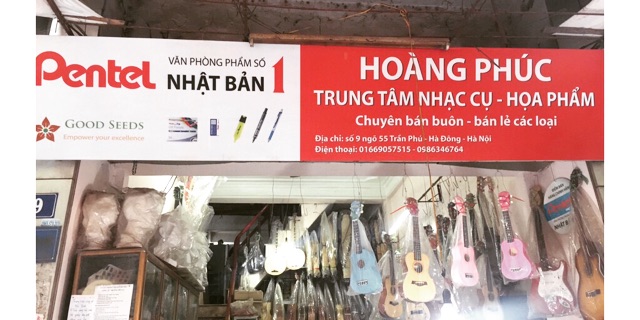 Pentel
VĂN PHÒNG PHẨM SỐ 1
NHẬT BẢN
GOOD SEEDS
Empower your excellence
HOÀNG PHÚC
TRUNG TÂM NHẠC CỤ - HỌA PHẨM
Chuyên bán buôn - bán lẻ các loại
Địa chỉ: số 9 ngõ 55 Trần Phú - Hà Đông - Hà Nội
Điện thoại: 01669057515 - 0986346764
9